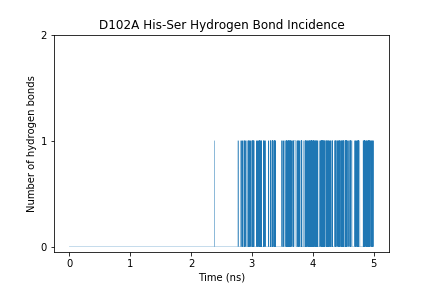 D102A His-Ser Hydrogen Bond Incidence
2
1
0
Number of hydrogen bonds
0 1 2 3 4 5
Time (ns)